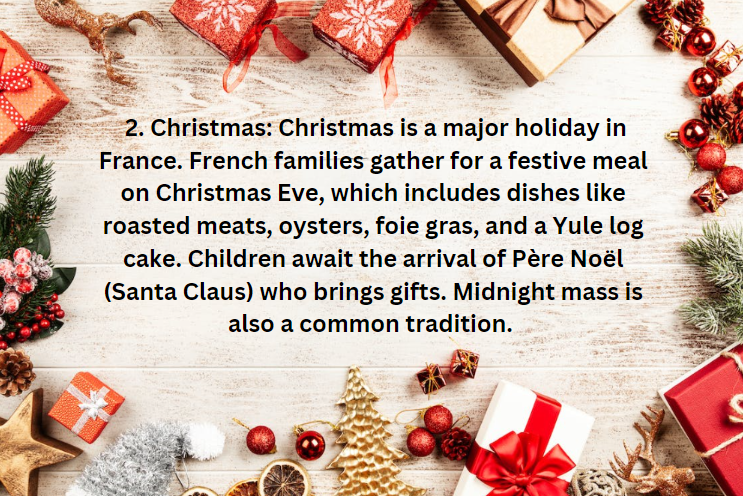 2. Christmas: Christmas is a major holiday in
France. French families gather for a festive meal
on Christmas Eve, which includes dishes like
roasted meats, oysters, foie gras, and a Yule log
cake. Children await the arrival of Père Noël
(Santa Claus) who brings gifts. Midnight mass is
also a common tradition.